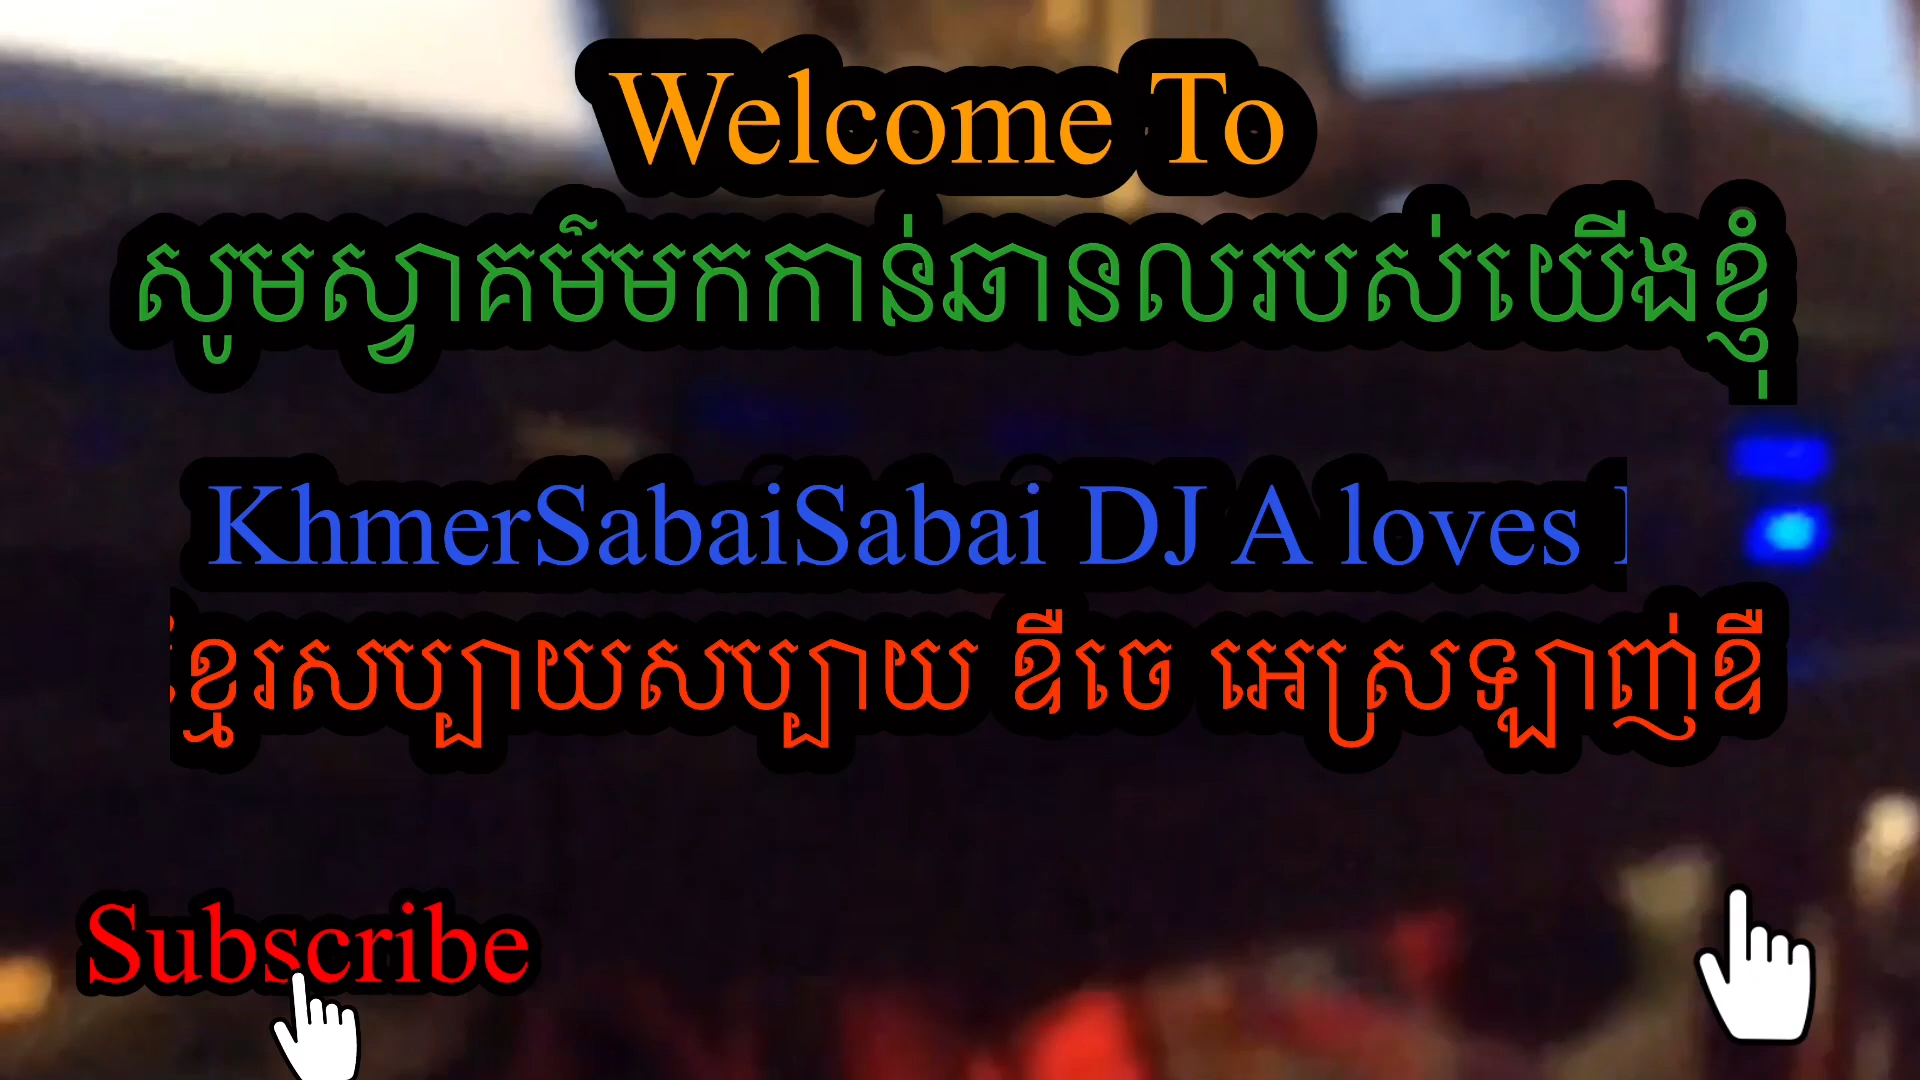 Welcome To
សូមស្វាគម៌មកកាន់ឆានលរបស់យើងខ្ញុំ
KhmerSabaiSabai DJ A loves
ខ្មែរសប្បាយសប្បាយ ឌីចេ អេស្រឡាញ់ឌី
Subscribe